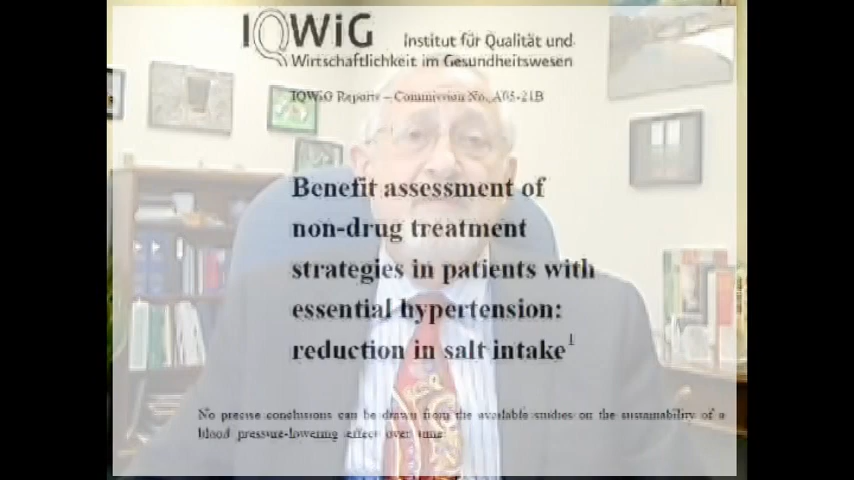 IQWiG Institut für Qualität und
Wirtschaftlichkeit im Gesundheitswesen
IQWiG Reports – Commission No. A05-21B
Benefit assessment of
non-drug treatment
strategies in patients with
essential hypertension:
reduction in salt intake¹
No precise conclusions can be drawn from the available studies on the sustainability of a
blood pressure-lowering effect over time